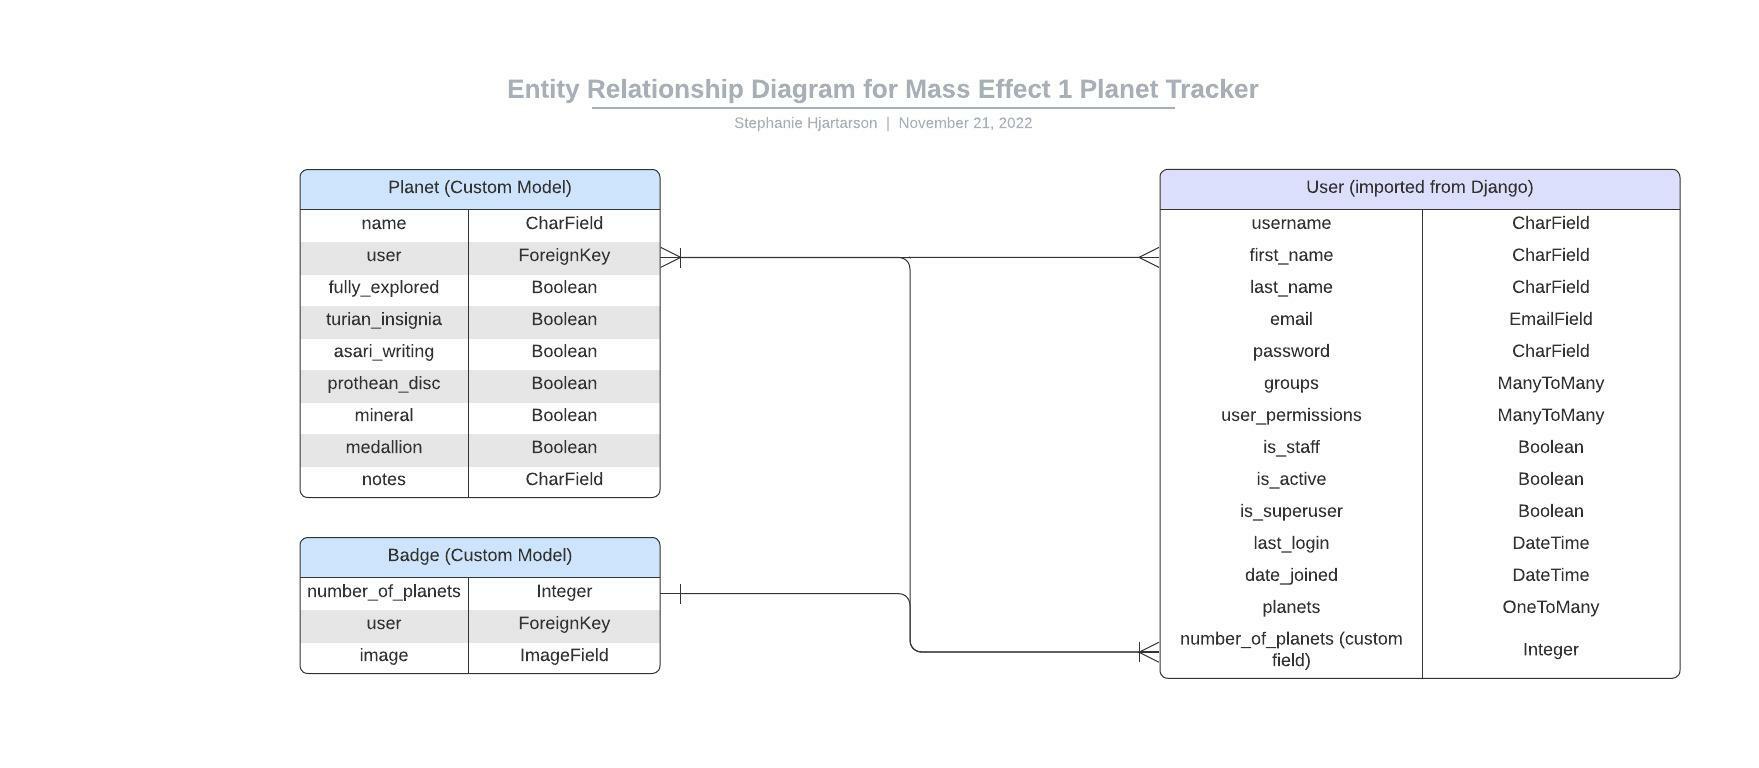 Entity Relationship Diagram for Mass Effect 1 Planet Tracker
Stephanie Hjartarson | November 21, 2022
Planet (Custom Model)
name CharField
user ForeignKey
fully_explored Boolean
turian_insignia Boolean
asari_writing Boolean
prothean_disc Boolean
mineral Boolean
medallion Boolean
notes CharField
Badge (Custom Model)
number_of_planets Integer
user ForeignKey
image ImageField
User (imported from Django)
username CharField
first_name CharField
last_name CharField
email EmailField
password CharField
groups ManyToMany
user_permissions ManyToMany
is_staff Boolean
is_active Boolean
is_superuser Boolean
last_login DateTime
date_joined DateTime
planets OneToMany
number_of_planets (custom
field) Integer